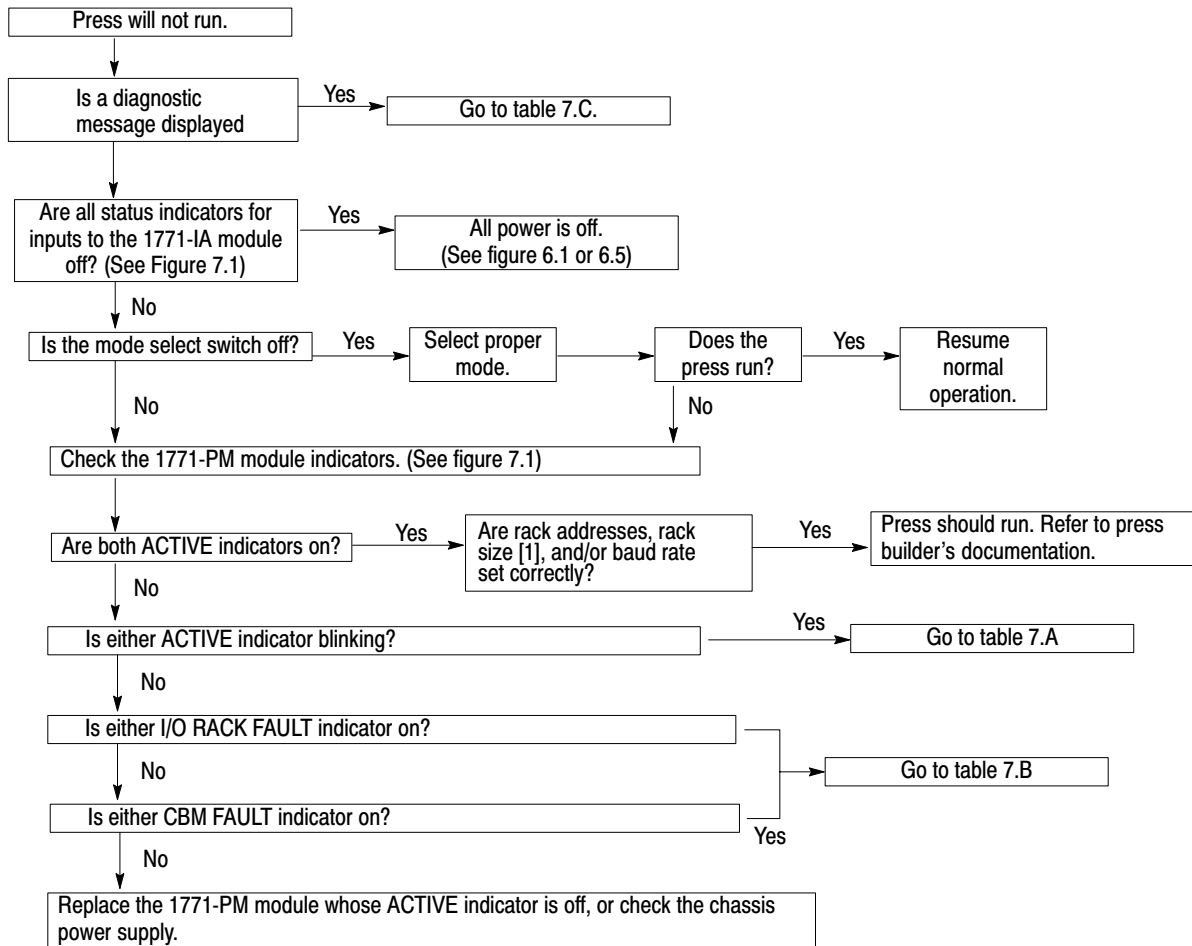 Press will not run.
Is a diagnostic
message displayed
Yes
Go to table 7.C.
Are all status indicators for
inputs to the 1771-IA module
off? (See Figure 7.1)
Yes
All power is off.
(See figure 6.1 or 6.5)
No
Is the mode select switch off?
Yes
Select proper
mode.
Does the
press run?
Yes
Resume
normal
operation.
No
No
Check the 1771-PM module indicators. (See figure 7.1)
Are both ACTIVE indicators on?
Yes
Are rack addresses, rack
size [1], and/or baud rate
set correctly?
Yes
Press should run. Refer to press
builder's documentation.
No
Is either ACTIVE indicator blinking?
Yes
Go to table 7.A
No
Is either I/O RACK FAULT indicator on?
No
Go to table 7.B
Is either CBM FAULT indicator on?
Yes
No
Replace the 1771-PM module whose ACTIVE indicator is off, or check the chassis
power supply.